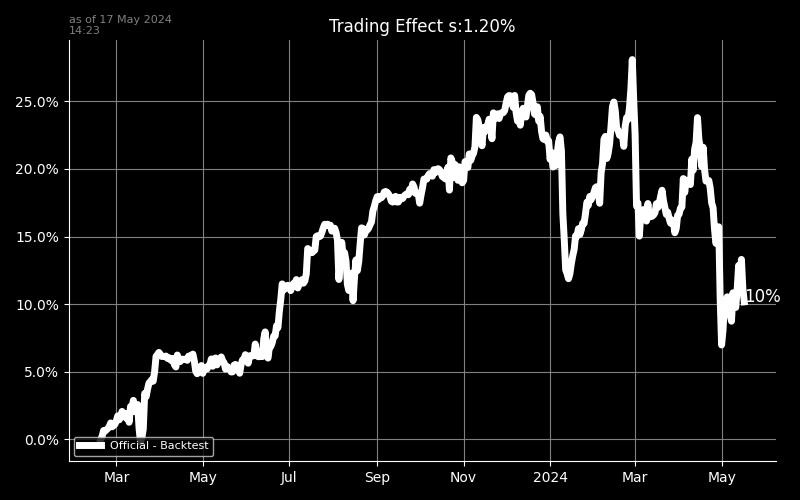 as of 17 May 2024
14:23
Trading Effect s:1.20%
25.0%
20.0%
15.0%
10.0%
5.0%
0.0%
10%
Official - Backtest
Mar May Jul Sep Nov 2024 Mar May